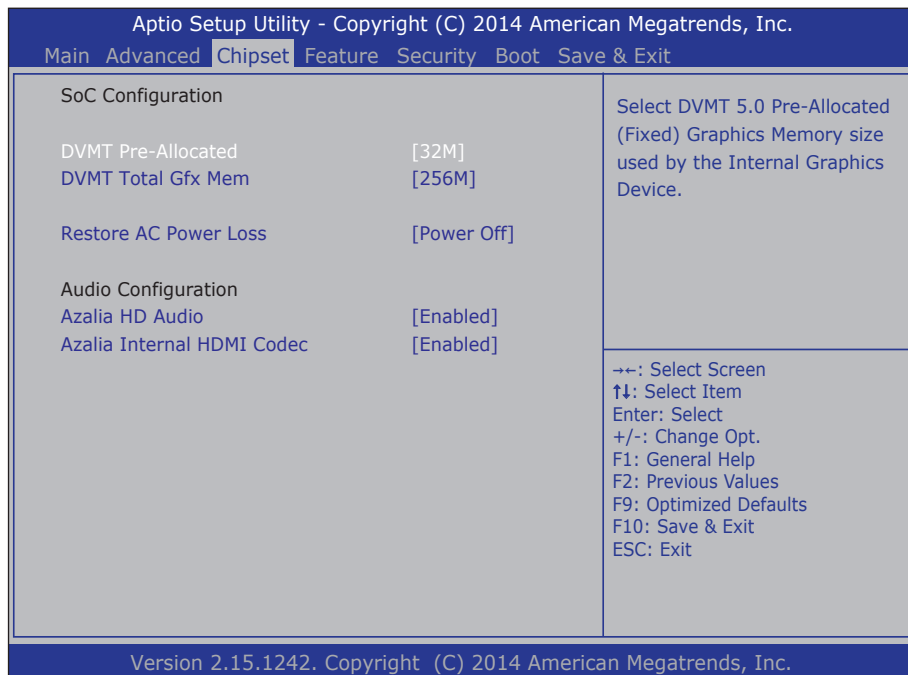 Aptio Setup Utility - Copyright (C) 2014 American Megatrends, Inc.
Main Advanced Chipset Feature Security Boot Save & Exit
SoC Configuration
DVMT Pre-Allocated [32M]
DVMT Total Gfx Mem [256M]
Restore AC Power Loss [Power Off]
Audio Configuration
Azalia HD Audio [Enabled]
Azalia Internal HDMI Codec [Enabled]
Select DVMT 5.0 Pre-Allocated
(Fixed) Graphics Memory size
used by the Internal Graphics
Device.
→←: Select Screen
↑↓: Select Item
Enter: Select
+/-: Change Opt.
F1: General Help
F2: Previous Values
F9: Optimized Defaults
F10: Save & Exit
ESC: Exit
Version 2.15.1242. Copyright (C) 2014 American Megatrends, Inc.